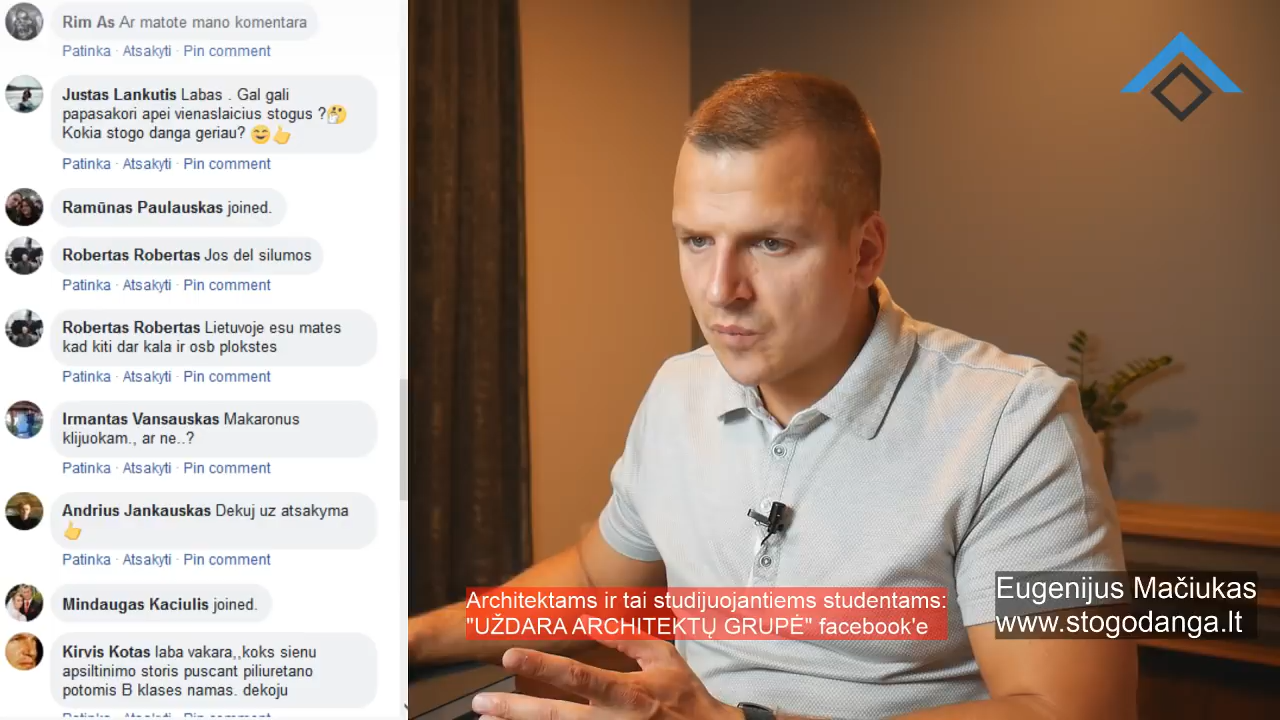 Rim As Ar matote mano komentara
Patinka · Atsakyti · Pin comment
Justas Lankutis Labas . Gal gali
papasakori apei vienaslaicius stogus ?🤔
Kokia stogo danga geriau? 😄👍
Patinka · Atsakyti · Pin comment
Ramūnas Paulauskas joined.
Robertas Robertas Jos del silumos
Patinka · Atsakyti · Pin comment
Robertas Robertas Lietuvoje esu mates
kad kiti dar kala ir osb plokstes
Patinka · Atsakyti · Pin comment
Irmantas Vansauskas Makaronus
klijuokam., ar ne..?
Patinka · Atsakyti · Pin comment
Andrius Jankauskas Dekuj uz atsakyma
👍
Patinka · Atsakyti · Pin comment
Mindaugas Kaciulis joined.
Kirvis Kotas laba vakara,,koks sienu
apsiltinimo storis puscant piliuretano
potomis B klases namas. dekoju
Patinka · Atsakyti · Pin comment
Architektams ir tai studijuojantiems studentams:
"UŽDARA ARCHITEKTŲ GRUPĖ" facebook'e
Eugenijus Mačiukas
www.stogodanga.lt